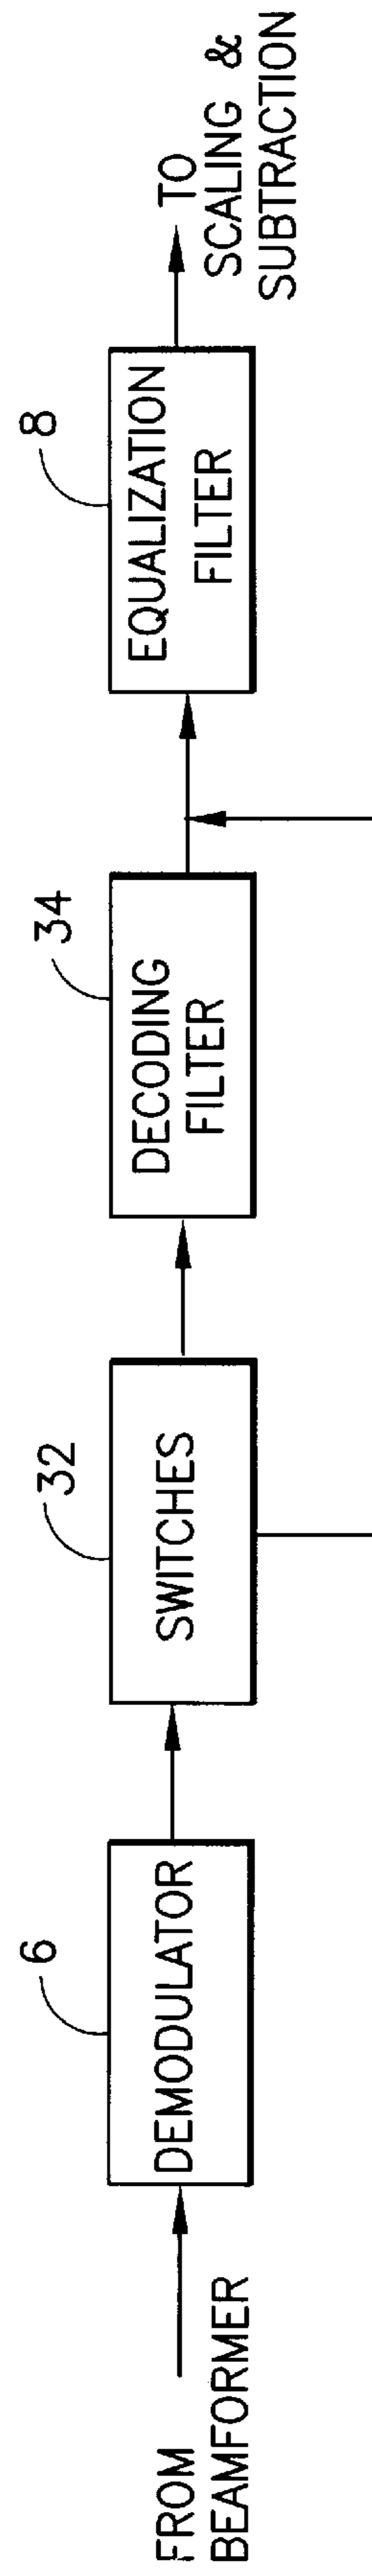 FROM
BEAMFORMER
6
DEMODULATOR
32
SWITCHES
34
DECODING
FILTER
8
EQUALIZATION
FILTER
TO
SCALING &
SUBTRACTION